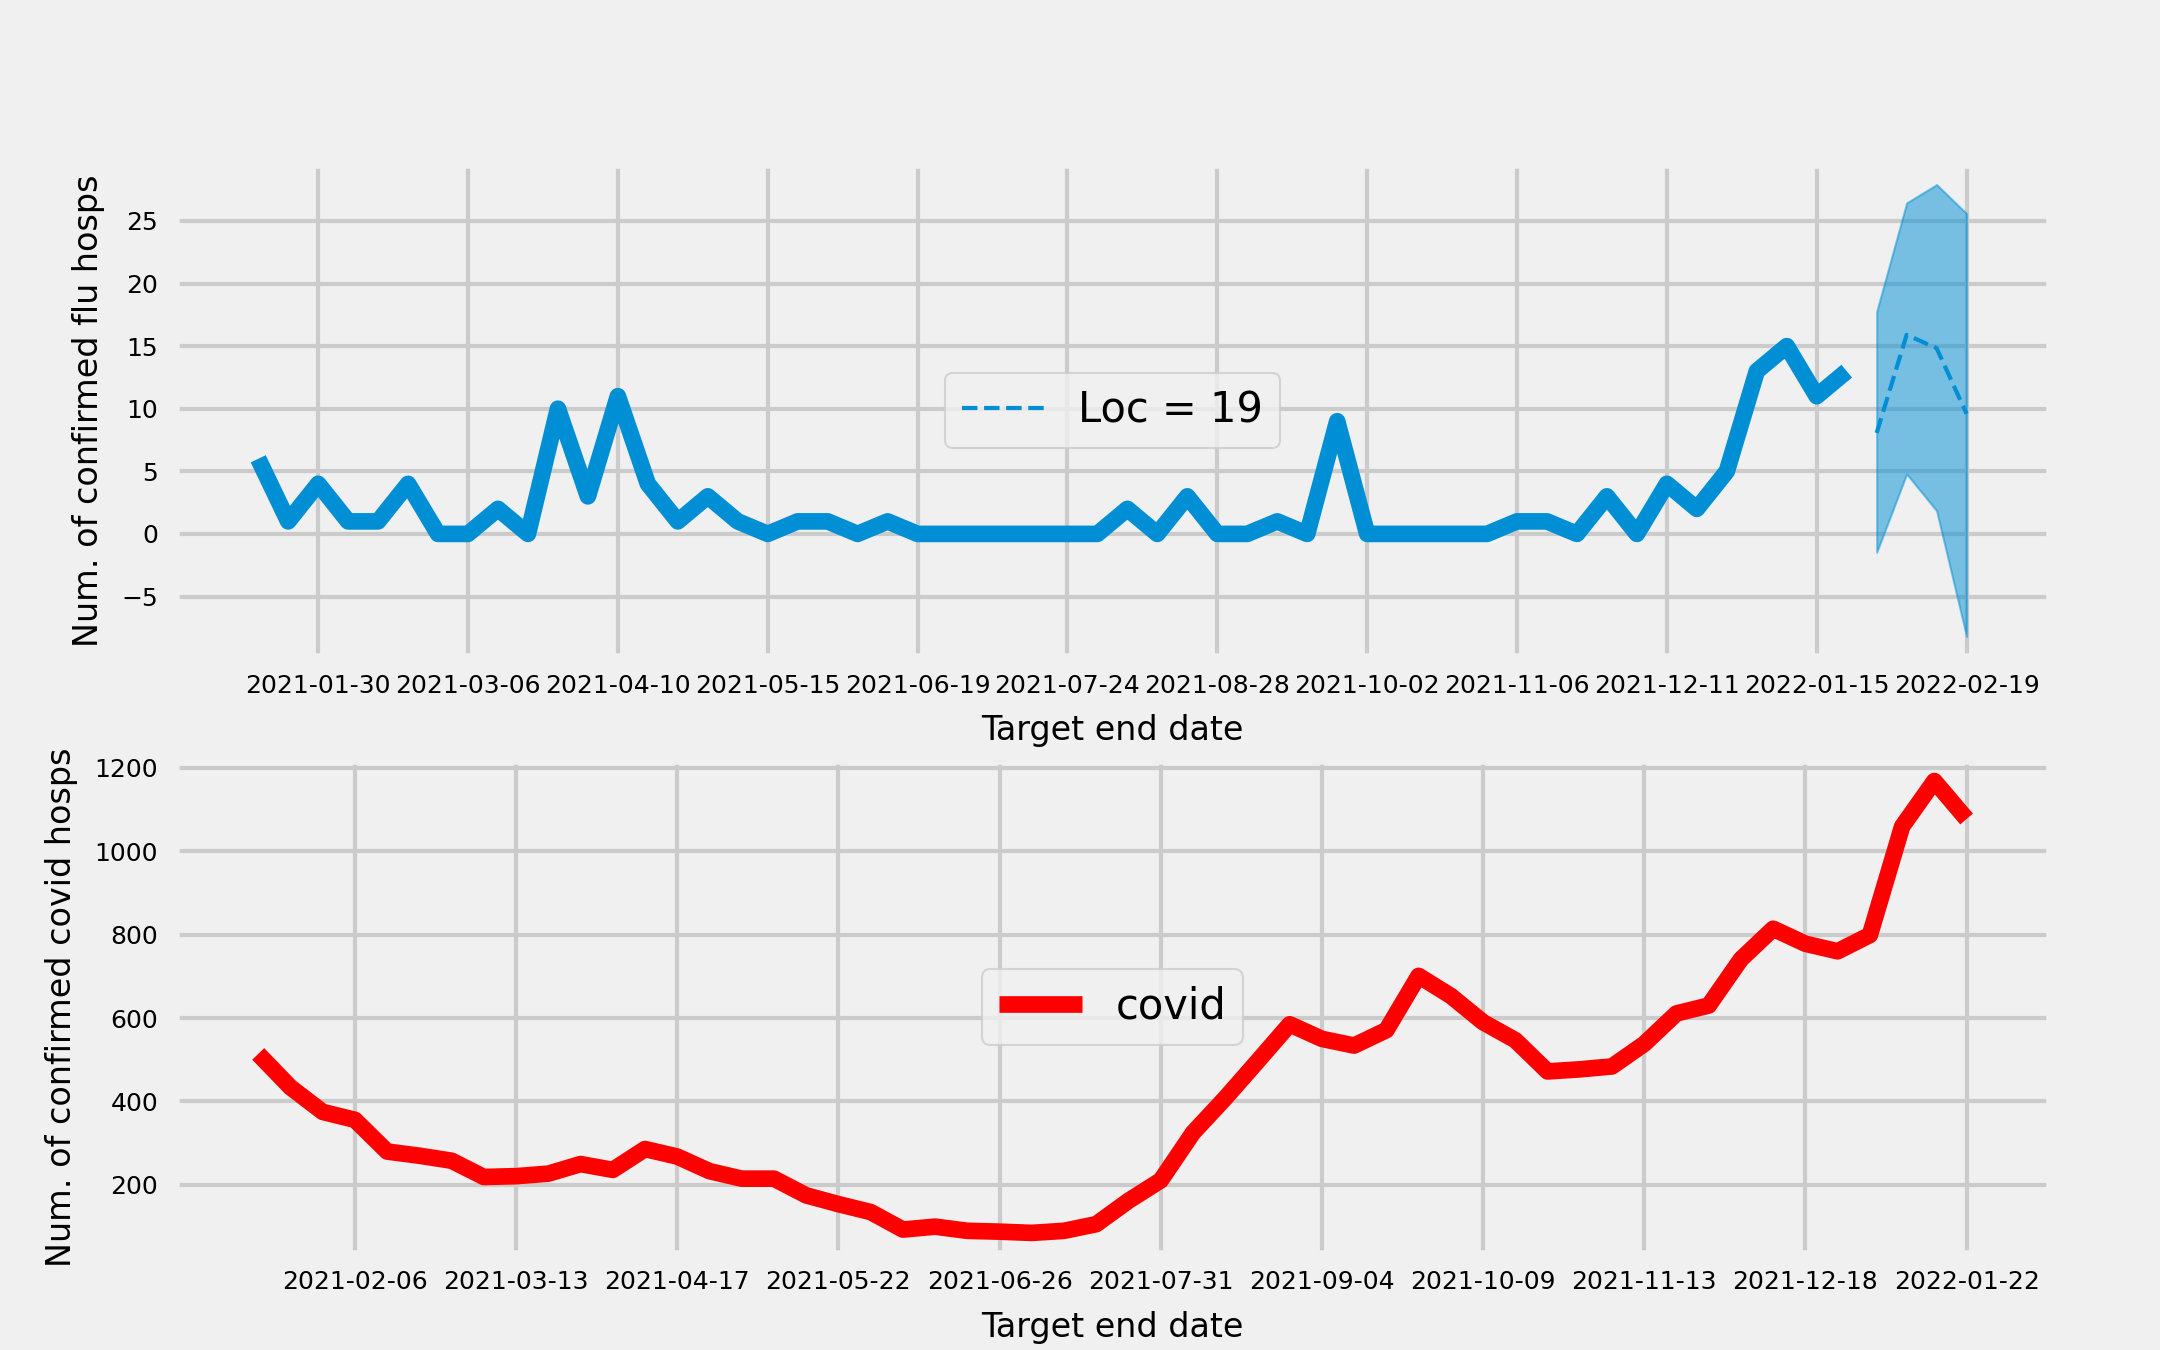 Num. of confirmed flu hosps
25
20
15
10
5
0
−5
Loc = 19
2021-01-30 2021-03-06 2021-04-10 2021-05-15 2021-06-19 2021-07-24 2021-08-28 2021-10-02 2021-11-06 2021-12-11 2022-01-15 2022-02-19
Target end date
Num. of confirmed covid hosps
1200
1000
800
600
400
200
covid
2021-02-06 2021-03-13 2021-04-17 2021-05-22 2021-06-26 2021-07-31 2021-09-04 2021-10-09 2021-11-13 2021-12-18 2022-01-22
Target end date